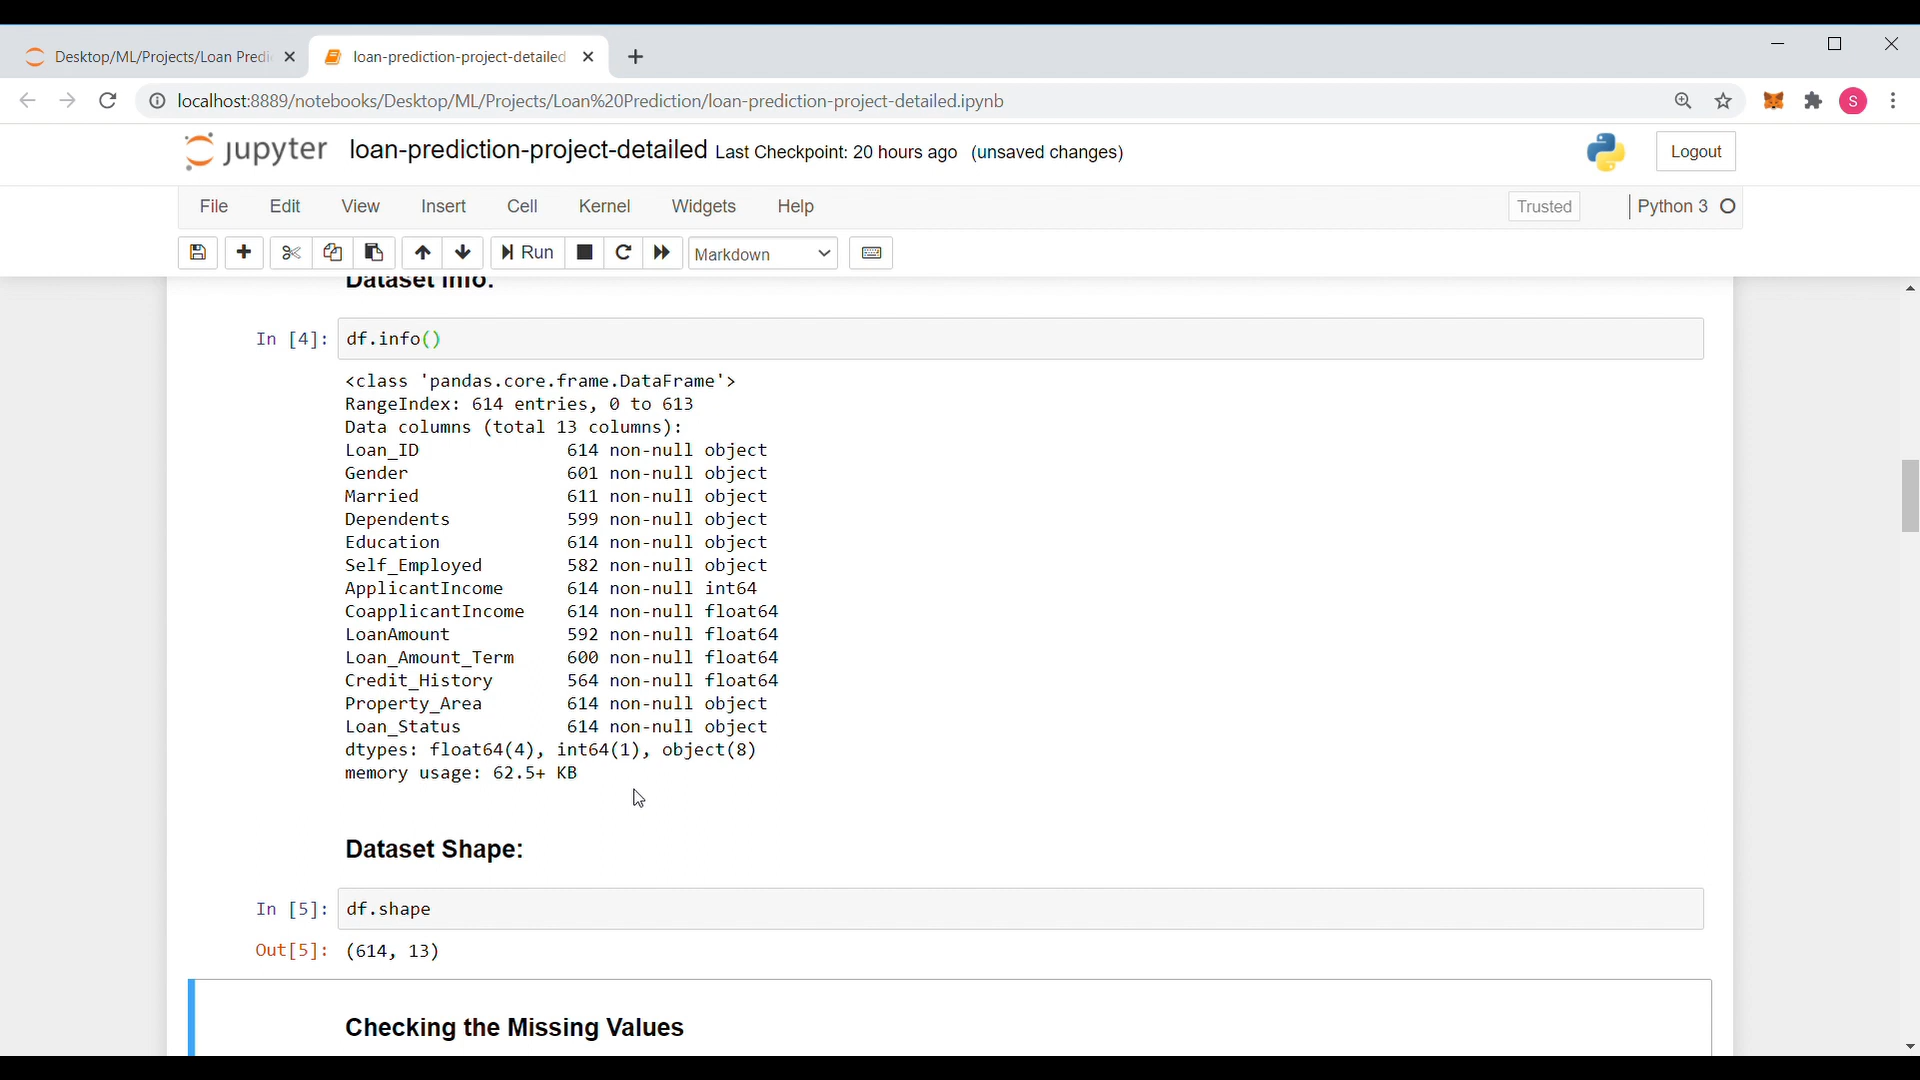 Desktop/ML/Projects/Loan Predi
loan-prediction-project-detailed
localhost:8889/notebooks/Desktop/ML/Projects/Loan%20Prediction/loan-prediction-project-detailed.ipynb
S
jupyter loan-prediction-project-detailed Last Checkpoint: 20 hours ago (unsaved changes)
Logout
File Edit View Insert Cell Kernel Widgets Help Trusted Python 3
Run Markdown
Dataset Info:
In [4]: df.info()
<class 'pandas.core.frame.DataFrame'>
RangeIndex: 614 entries, 0 to 613
Data columns (total 13 columns):
Loan_ID 614 non-null object
Gender 601 non-null object
Married 611 non-null object
Dependents 599 non-null object
Education 614 non-null object
Self_Employed 582 non-null object
ApplicantIncome 614 non-null int64
CoapplicantIncome 614 non-null float64
LoanAmount 592 non-null float64
Loan_Amount_Term 600 non-null float64
Credit_History 564 non-null float64
Property_Area 614 non-null object
Loan_Status 614 non-null object
dtypes: float64(4), int64(1), object(8)
memory usage: 62.5+ KB
Dataset Shape:
In [5]: df.shape
Out[5]: (614, 13)
Checking the Missing Values